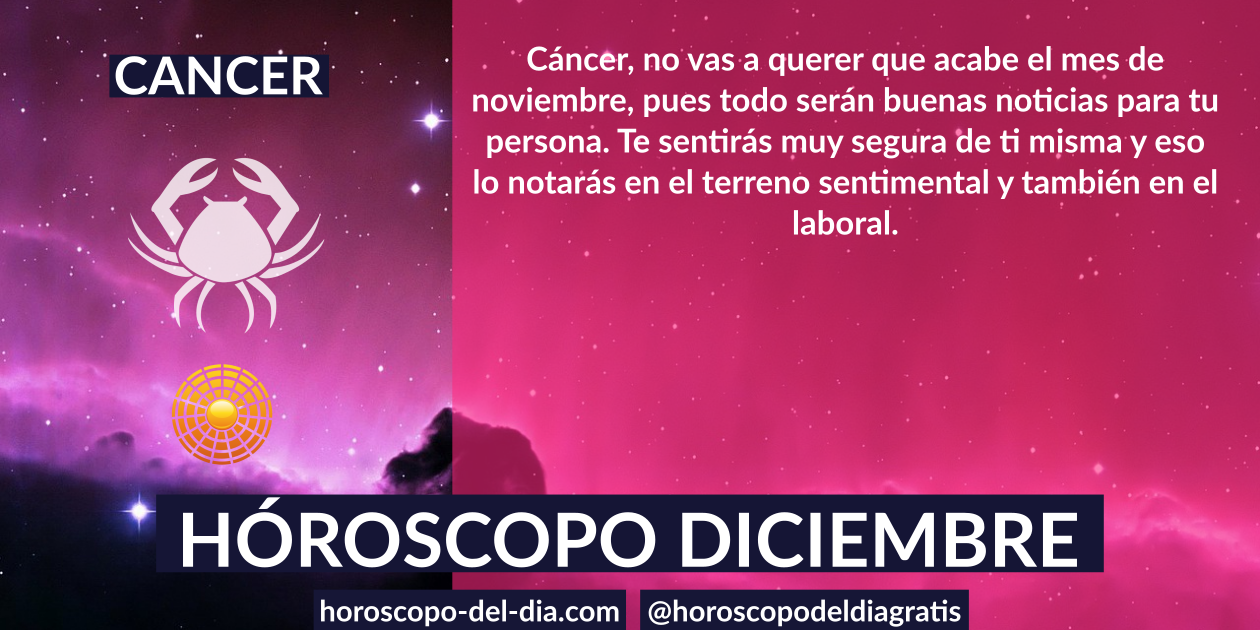 CANCER
Cáncer, no vas a querer que acabe el mes de
noviembre, pues todo serán buenas noticias para tu
persona. Te sentirás muy segura de ti misma y eso
lo notarás en el terreno sentimental y también en el
laboral.
HÓROSCOPO DICIEMBRE
horoscopo-del-dia.com
@horoscopodeldiagratis